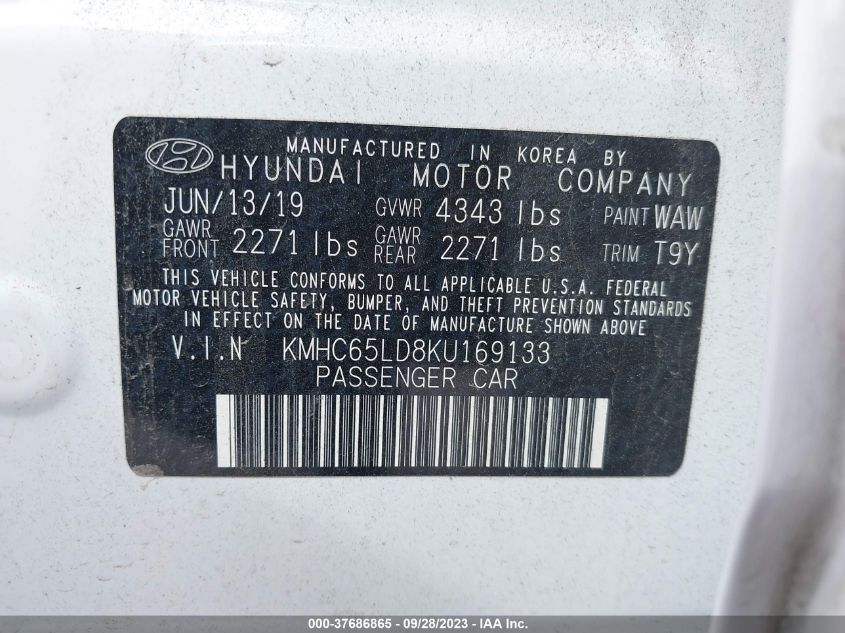 MANUFACTURED IN KOREA BY
HYUNDAI MOTOR COMPANY
JUN/13/19 GVWR 4343 lbs PAINT WAW
GAWR FRONT 2271 lbs GAWR REAR 2271 lbs TRIM T9Y
THIS VEHICLE CONFORMS TO ALL APPLICABLE U.S.A. FEDERAL
MOTOR VEHICLE SAFETY, BUMPER, AND THEFT PREVENTION STANDARDS
IN EFFECT ON THE DATE OF MANUFACTURE SHOWN ABOVE
V.I.N KMHC65LD8KU169133
PASSENGER CAR
000-37686865 - 09/28/2023 - IAA Inc.